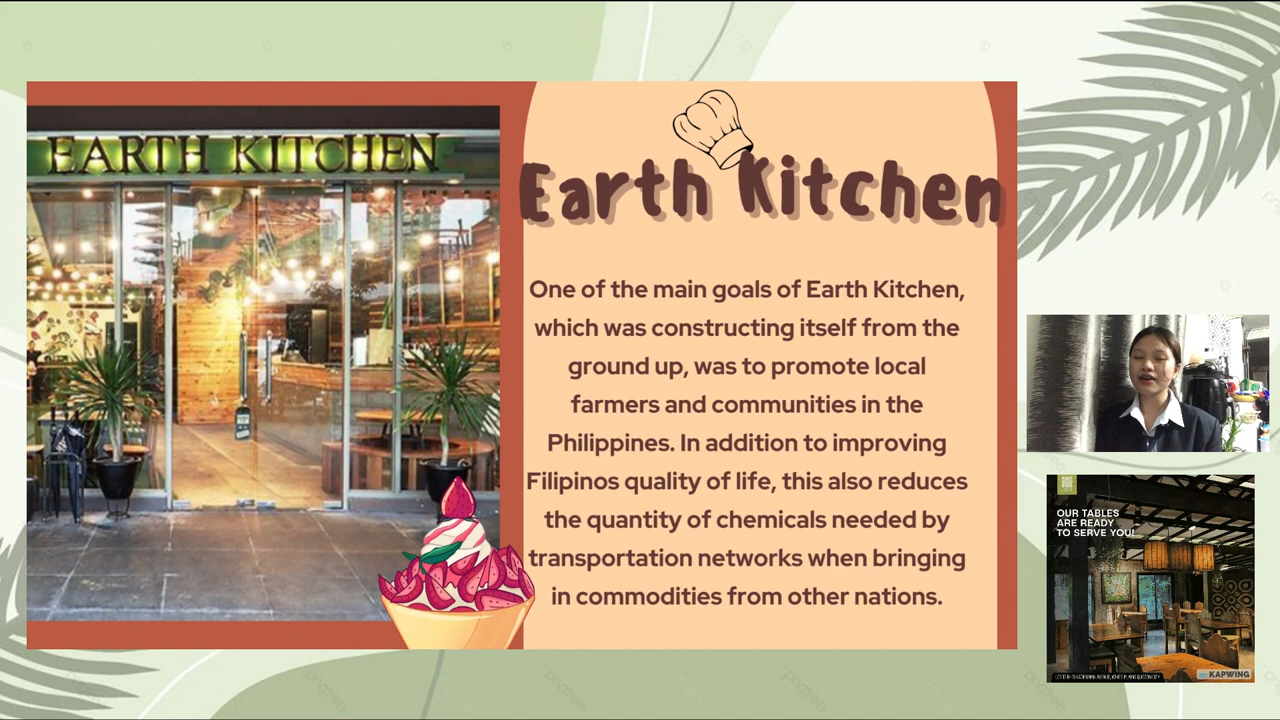 EARTH KITCHEN
Earth Kitchen
One of the main goals of Earth Kitchen,
which was constructing itself from the
ground up, was to promote local
farmers and communities in the
Philippines. In addition to improving
Filipinos quality of life, this also reduces
the quantity of chemicals needed by
transportation networks when bringing
in commodities from other nations.
OUR TABLES
ARE READY
TO SERVE YOU!
KAPWING